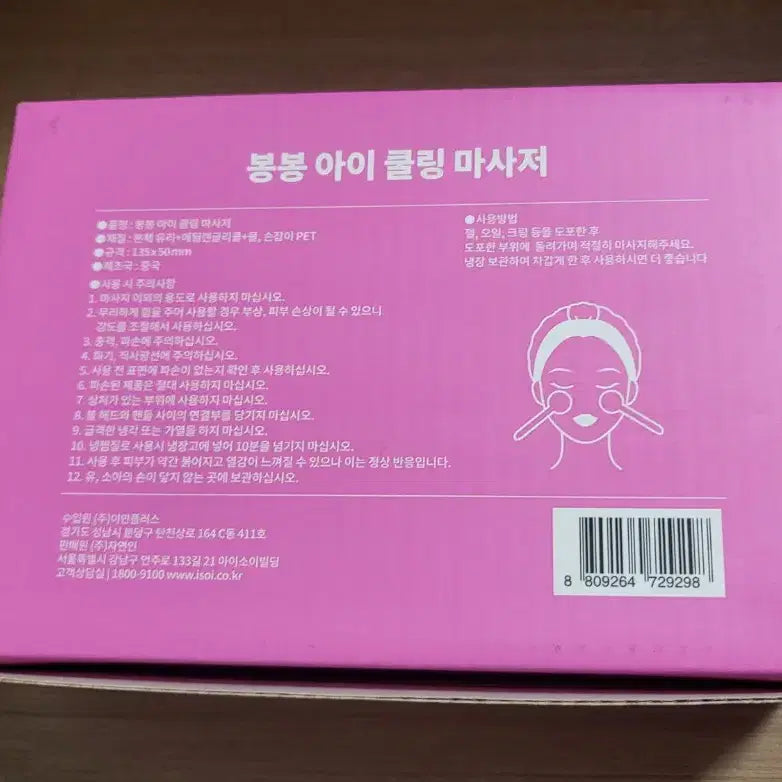 봉봉 아이 쿨링 마사저
●품명 : 봉봉 아이 쿨링 마사저
●재질 : 본체 유리+에틸렌글리콜+물, 손잡이 PET
●규격 : 135x50mm
●제조국 : 중국
●사용 시 주의사항
1. 마사지 이외의 용도로 사용하지 마십시오.
2. 무리하게 힘을 주어 사용할 경우 부상, 피부 손상이 될 수 있으니
강도를 조절해서 사용하십시오.
3. 충격, 파손에 주의하십시오.
4. 화기, 직사광선에 주의하십시오.
5. 사용 전 표면에 파손이 없는지 확인 후 사용하십시오.
6. 파손된 제품은 절대 사용하지 마십시오.
7. 상처가 있는 부위에 사용하지 마십시오.
8. 볼 헤드와 핸들 사이의 연결부를 당기지 마십시오.
9. 급격한 냉각 또는 가열을 하지 마십시오.
10. 냉찜질로 사용시 냉장고에 넣어 10분을 넘기지 마십시오.
11. 사용 후 피부가 약간 붉어지고 열감이 느껴질 수 있으나 이는 정상 반응입니다.
12. 유, 소아의 손이 닿지 않는 곳에 보관하십시오.
●사용방법
젤, 오일, 크림 등을 도포한 후
도포한 부위에 돌려가며 적절히 마사지해주세요.
냉장 보관하여 차갑게 한 후 사용하시면 더 좋습니다
수입원 (주)이안플러스
경기도 성남시 분당구 탄천상로 164 C동 411호
판매원 (주)자연인
서울특별시 강남구 언주로 133길 21 아이소이빌딩
고객상담실 | 1800-9100 www.isoi.co.kr
8 809264 729298